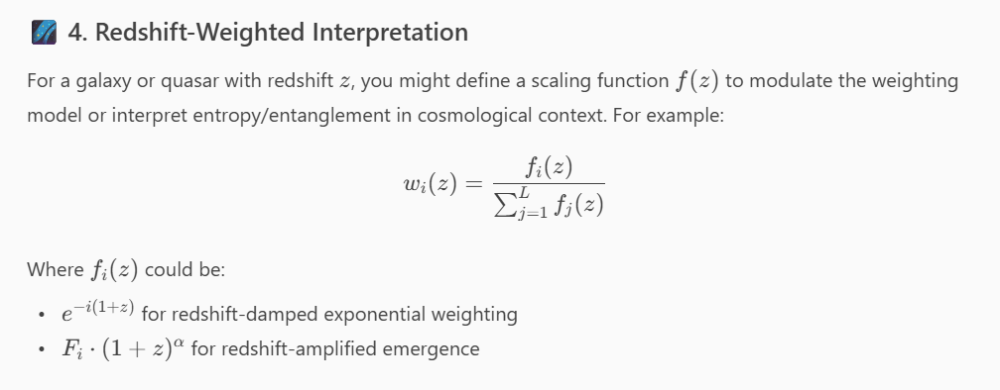 4. Redshift-Weighted Interpretation
For a galaxy or quasar with redshift z, you might define a scaling function f(z) to modulate the weighting
model or interpret entropy/entanglement in cosmological context. For example:
w_i(z) = \frac{f_i(z)}{\sum_{j=1}^{L} f_j(z)}
Where f_i(z) could be:
• e^{-i(1+z)} for redshift-damped exponential weighting
• F_i · (1 + z)^α for redshift-amplified emergence